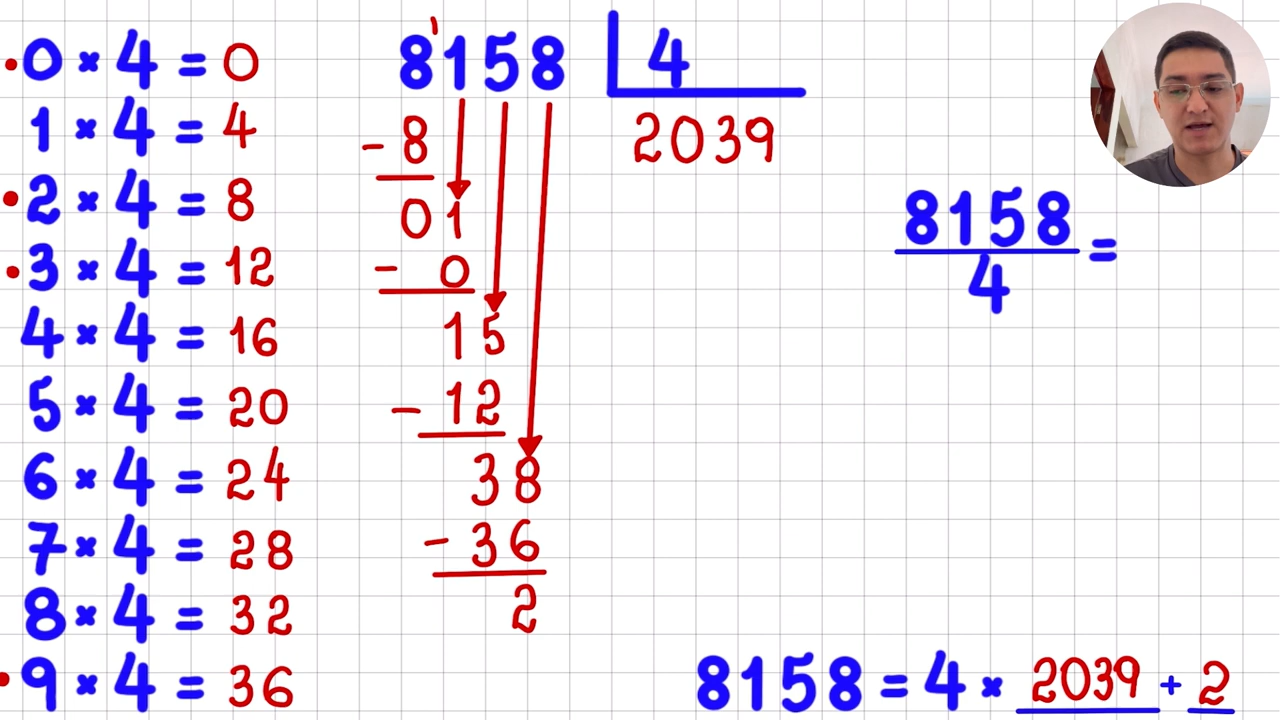 0 × 4 = 0
1 × 4 = 4
2 × 4 = 8
3 × 4 = 12
4 × 4 = 16
5 × 4 = 20
6 × 4 = 24
7 × 4 = 28
8 × 4 = 32
9 × 4 = 36
8'158 4
2039
- 8
01
- 0
15
- 12
38
- 36
2
8158
4
=
8158 = 4 × 2039 + 2